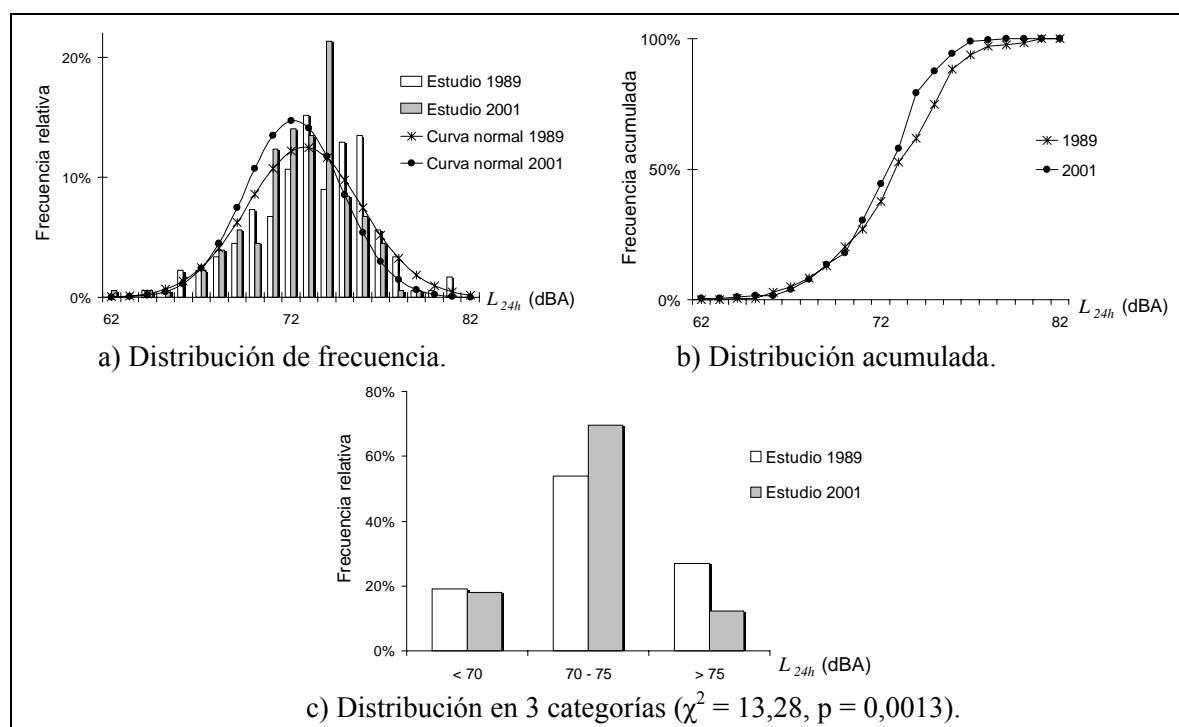 20%
10%
0%
Frecuencia relativa
Estudio 1989
Estudio 2001
Curva normal 1989
Curva normal 2001
62
72
82
L24h (dBA)
a) Distribución de frecuencia.
100%
50%
0%
Frecuencia acumulada
1989
2001
62
72
82
L24h (dBA)
b) Distribución acumulada.
80%
60%
40%
20%
0%
Frecuencia relativa
Estudio 1989
Estudio 2001
< 70
70 - 75
> 75
L24h (dBA)
c) Distribución en 3 categorías (χ² = 13,28, p = 0,0013).